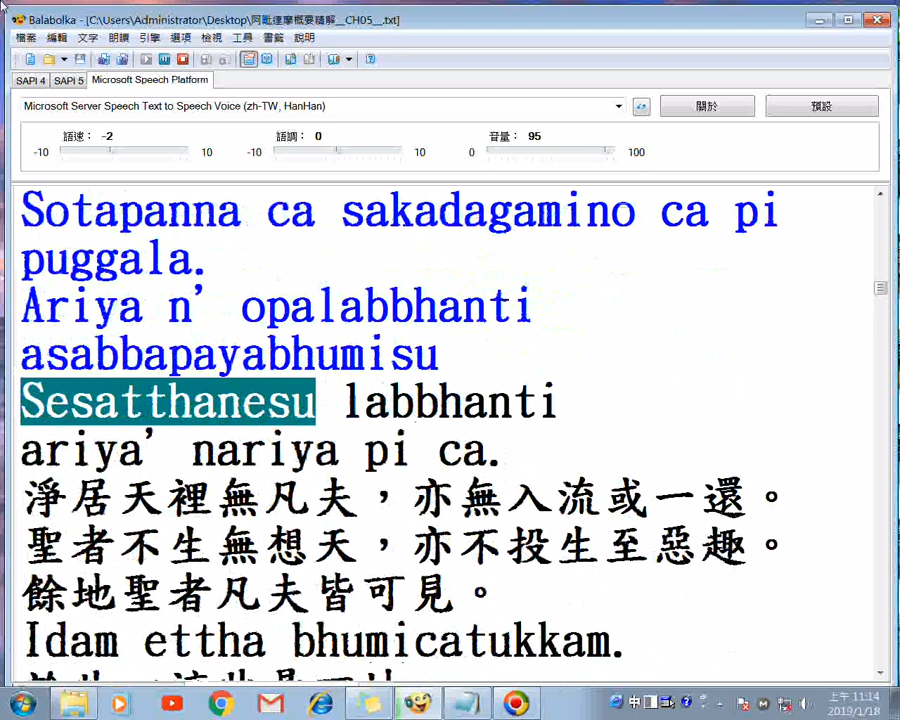 Balabolka - [C:\Users\Administrator\Desktop\阿毗達摩概要精解__CH05__.txt]
檔案 編輯 文字 朗讀 引擎 選項 檢視 工具 書籤 說明
SAPI 4 SAPI 5 Microsoft Speech Platform
Microsoft Server Speech Text to Speech Voice (zh-TW, HanHan) 關於 預設
語速： -2 語調： 0 音量： 95
-10 10 -10 10 0 100
Sotapanna ca sakadagamino ca pi
puggala.
Ariya n’ opalabbhanti
asabbapayabhumisu
Sesatthanesu labbhanti
ariya’ nariya pi ca.
淨居天裡無凡夫，亦無入流或一還。
聖者不生無想天，亦不投生至惡趣。
餘地聖者凡夫皆可見。
Idam ettha bhumicatukkam.
中 上午 11:14
2019/1/18